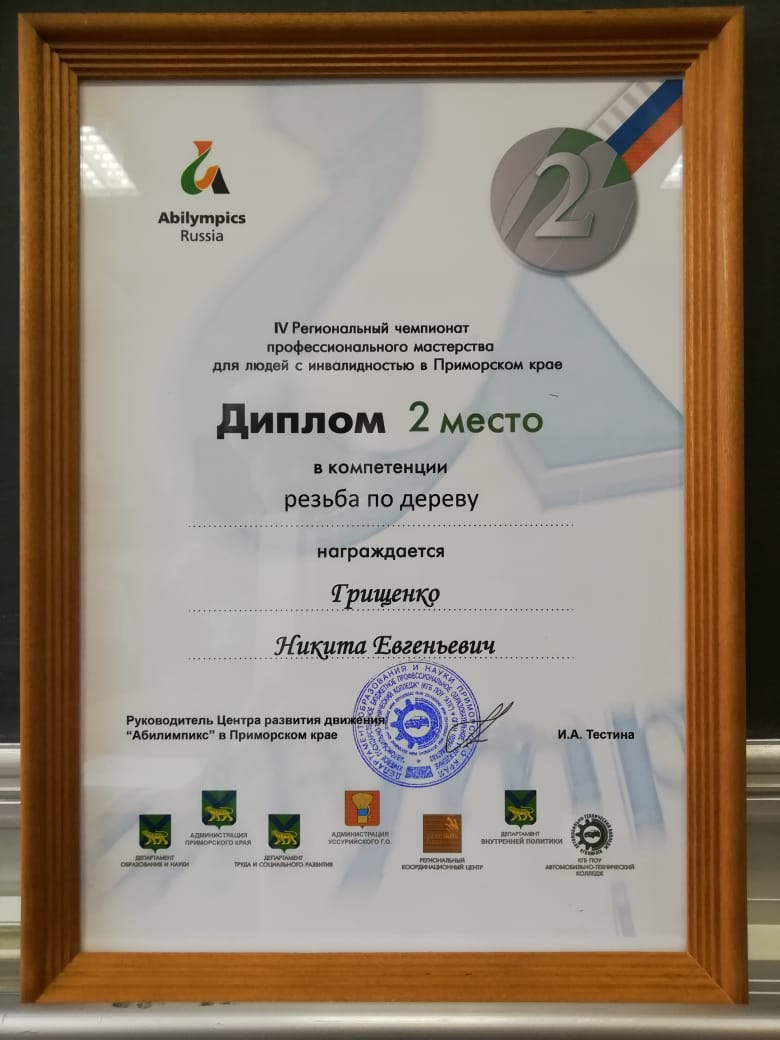 Abilympics
Russia
2
IV Региональный чемпионат
профессионального мастерства
для людей с инвалидностью в Приморском крае
Диплом 2 место
в компетенции
резьба по дереву
награждается
Грищенко
Никита Евгеньевич
Руководитель Центра развития движения
“Абилимпикс” в Приморском крае
И.А. Тестина
ДЕПАРТАМЕНТ
ОБРАЗОВАНИЯ И НАУКИ
АДМИНИСТРАЦИЯ
ПРИМОРСКОГО КРАЯ
ДЕПАРТАМЕНТ
ТРУДА И СОЦИАЛЬНОГО РАЗВИТИЯ
АДМИНИСТРАЦИЯ
УССУРИЙСКОГО Г.О.
РЕГИОНАЛЬНЫЙ
КООРДИНАЦИОННЫЙ ЦЕНТР
ДЕПАРТАМЕНТ
ВНУТРЕННЕЙ ПОЛИТИКИ
КГБ ПОУ
АВТОМОБИЛЬНО-ТЕХНИЧЕСКИЙ
КОЛЛЕДЖ